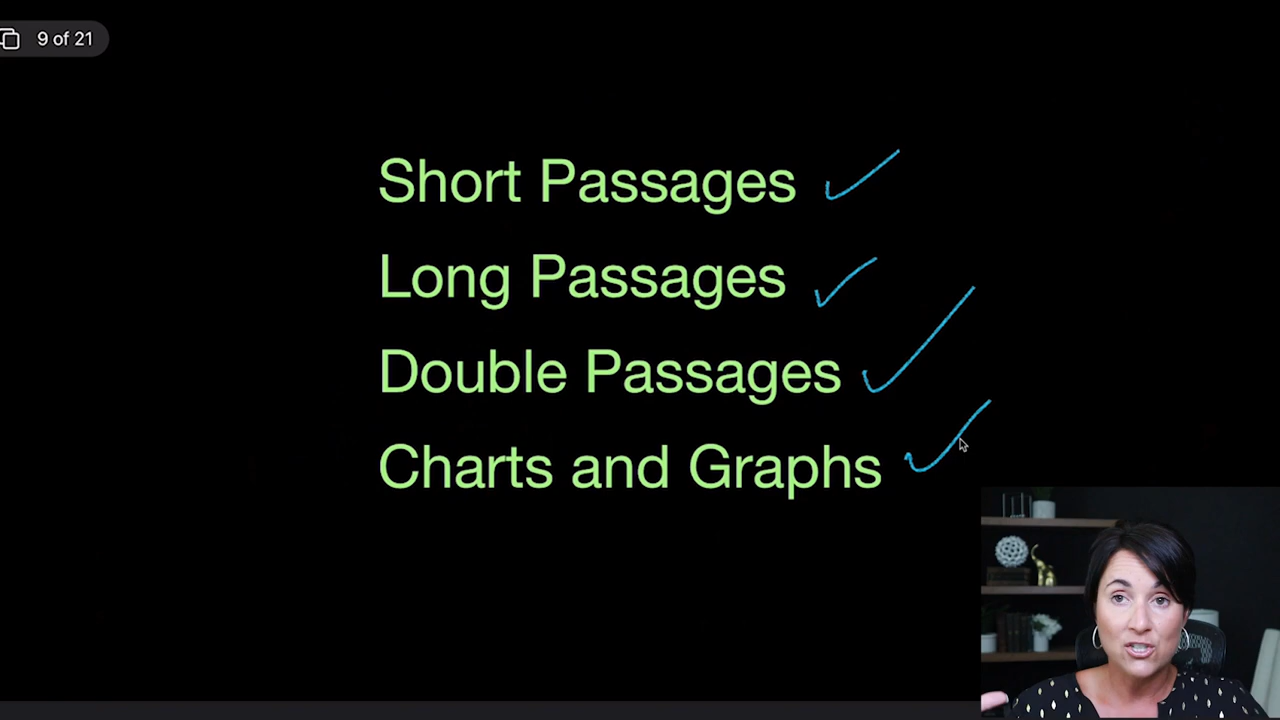 9 of 21
Short Passages
Long Passages
Double Passages
Charts and Graphs